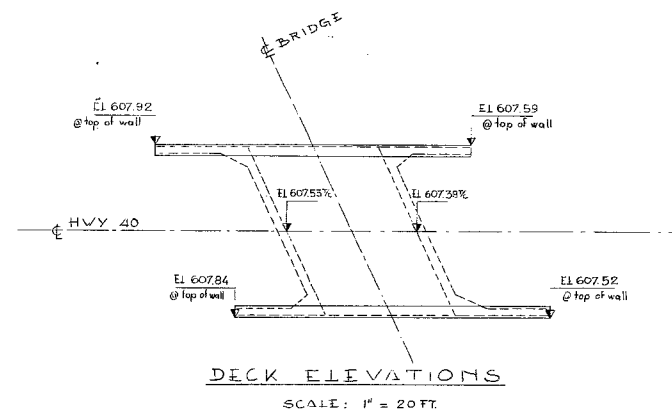 ℄ BRIDGE
El 607.92
@ top of wall
El 607.59
@ top of wall
El 607.53 ℄
El 607.38 ℄
℄ HWY 40
El 607.84
@ top of wall
El 607.52
@ top of wall
DECK ELEVATIONS
SCALE: 1" = 20 FT.